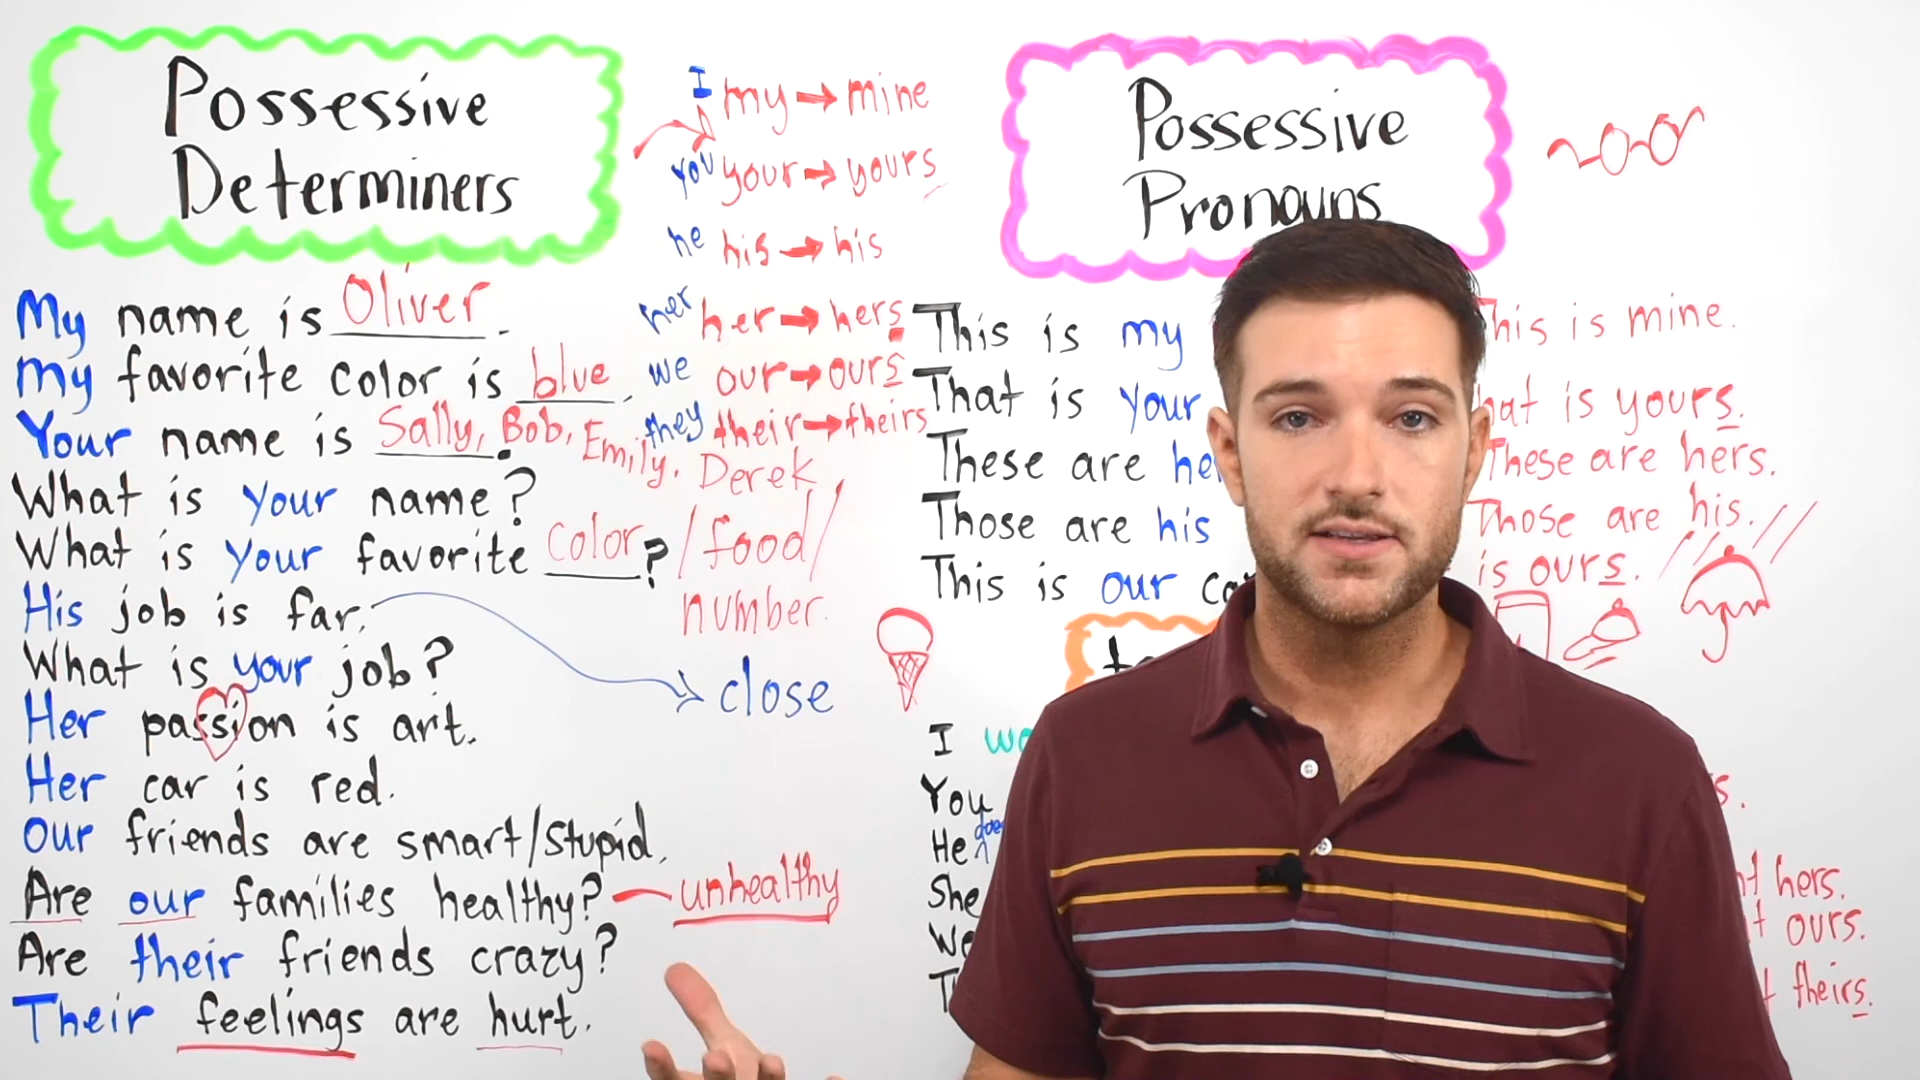 Possessive
Determiners
My name is Oliver.
My favorite color is blue.
Your name is Sally, Bob, Emily, Derek
What is your name?
What is your favorite color? / food /
number.
His job is far.
close
What is your job?
Her passion is art.
Her car is red.
Our friends are smart/stupid.
Are our families healthy? — unhealthy
Are their friends crazy?
Their feelings are hurt.
I my → mine
you your → yours
he his → his
her her → hers
we our → ours
they their → theirs
Possessive
Pronouns
This is my
This is mine.
That is your
hat is yours.
These are he
These are hers.
Those are his
Those are his.
This is our ca
is ours.
I wa
You
s.
He does
She
t hers.
We
t ours.
T
t theirs.